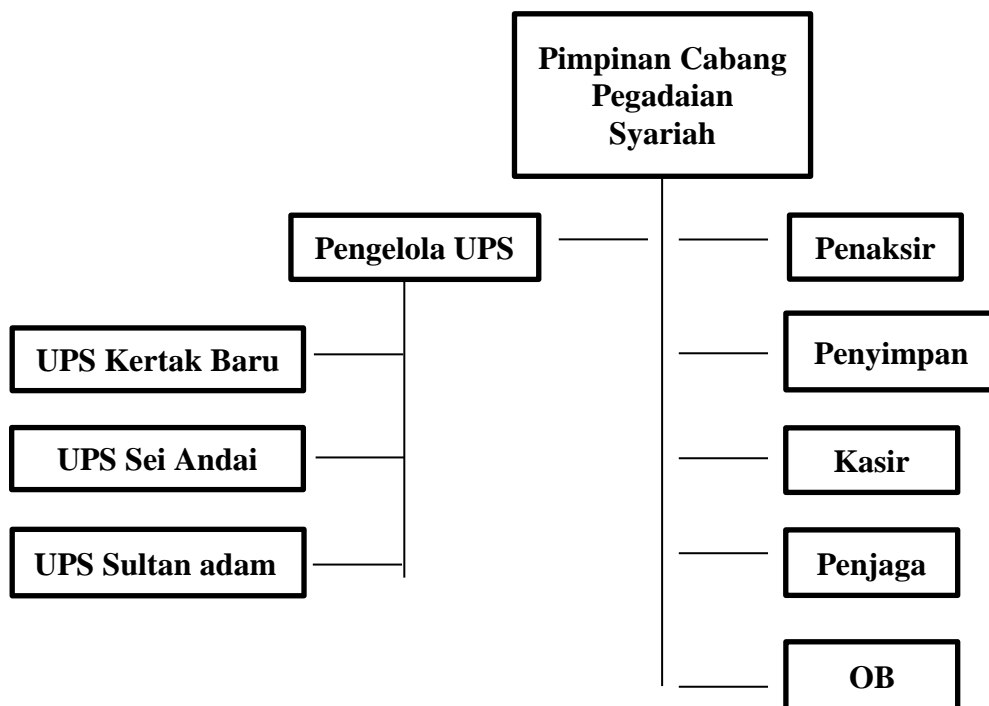 Pimpinan Cabang
Pegadaian
Syariah
Pengelola UPS
Penaksir
UPS Kertak Baru
Penyimpan
UPS Sei Andai
Kasir
UPS Sultan adam
Penjaga
OB